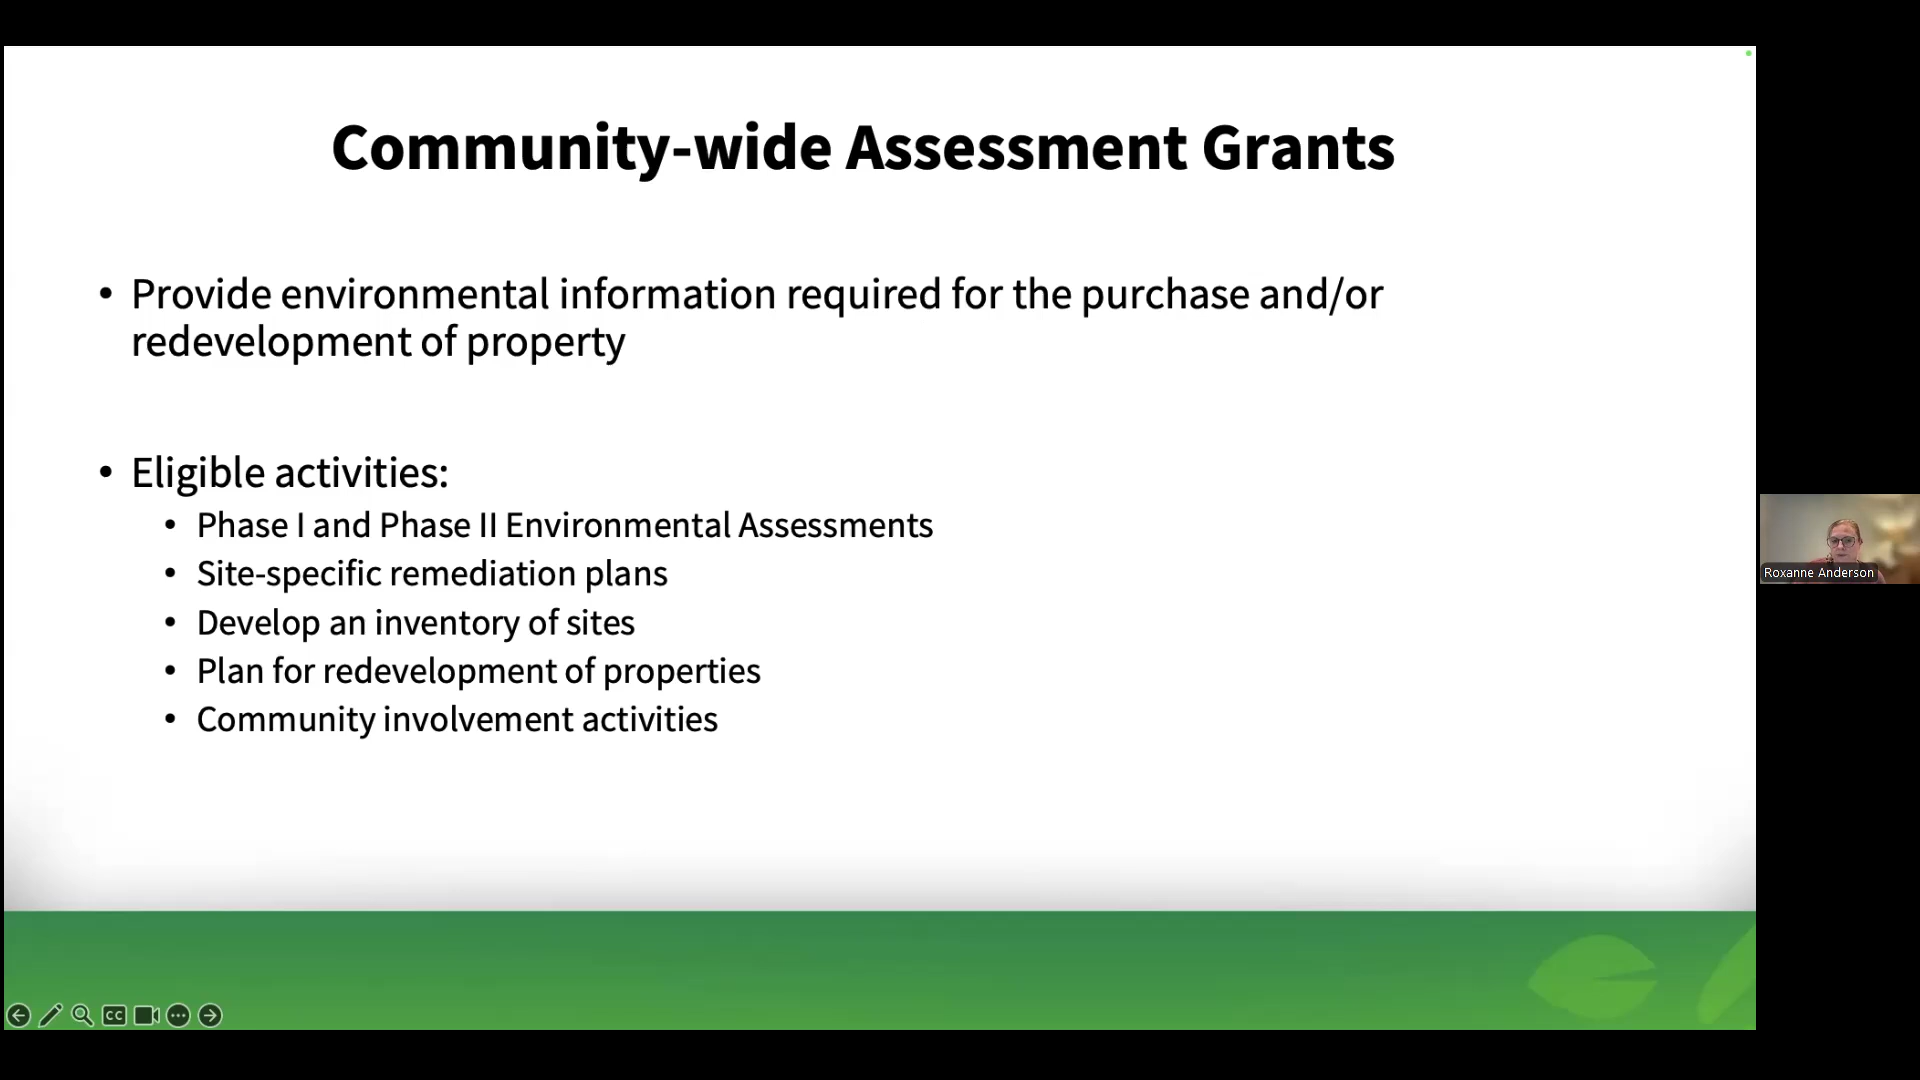 Community-wide Assessment Grants
• Provide environmental information required for the purchase and/or
redevelopment of property
• Eligible activities:
• Phase I and Phase II Environmental Assessments
• Site-specific remediation plans
• Develop an inventory of sites
• Plan for redevelopment of properties
• Community involvement activities
Roxanne Anderson
CC